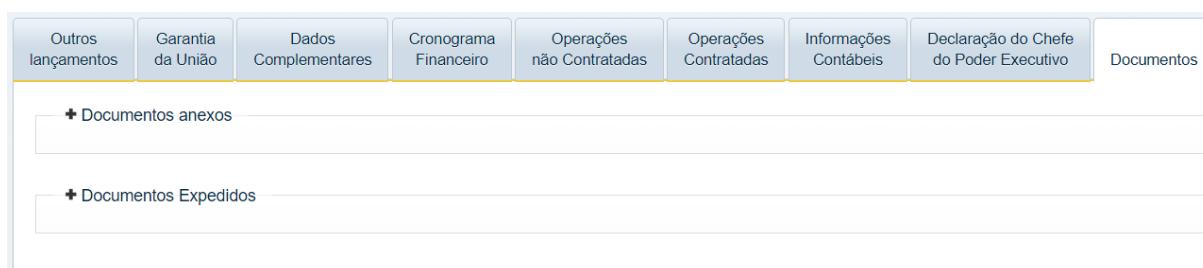 Outros
lançamentos
Garantia
da União
Dados
Complementares
Cronograma
Financeiro
Operações
não Contratadas
Operações
Contratadas
Informações
Contábeis
Declaração do Chefe
do Poder Executivo
Documentos
Documentos anexos
Documentos Expedidos